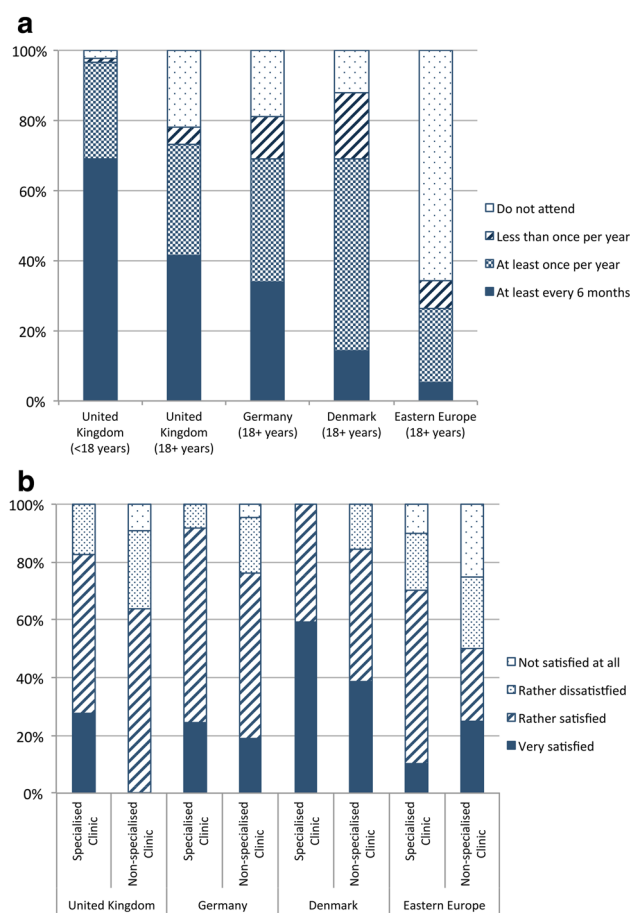 a
100%
80%
60%
40%
20%
0%
United
Kingdom
(<18 years)
United
Kingdom
(18+ years)
Germany
(18+ years)
Denmark
(18+ years)
Eastern Europe
(18+ years)
Do not attend
Less than once per year
At least once per year
At least every 6 months
b
100%
80%
60%
40%
20%
0%
Specialised
Clinic
Non-specialised
Clinic
Specialised
Clinic
Non-specialised
Clinic
Specialised
Clinic
Non-specialised
Clinic
Specialised
Clinic
Non-specialised
Clinic
United Kingdom
Germany
Denmark
Eastern Europe
Not satisfied at all
Rather dissatistfied
Rather satisfied
Very satisfied